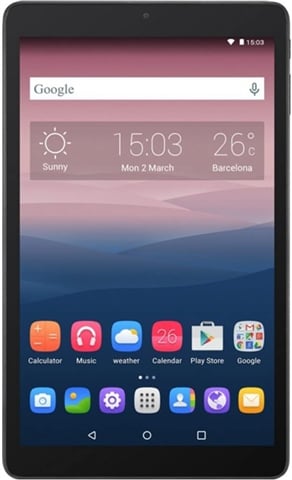 15:03
Google
15:03 26°c
Sunny Mon 2 March Barcelona
26
Calculator Music weather Calendar Play Store Google